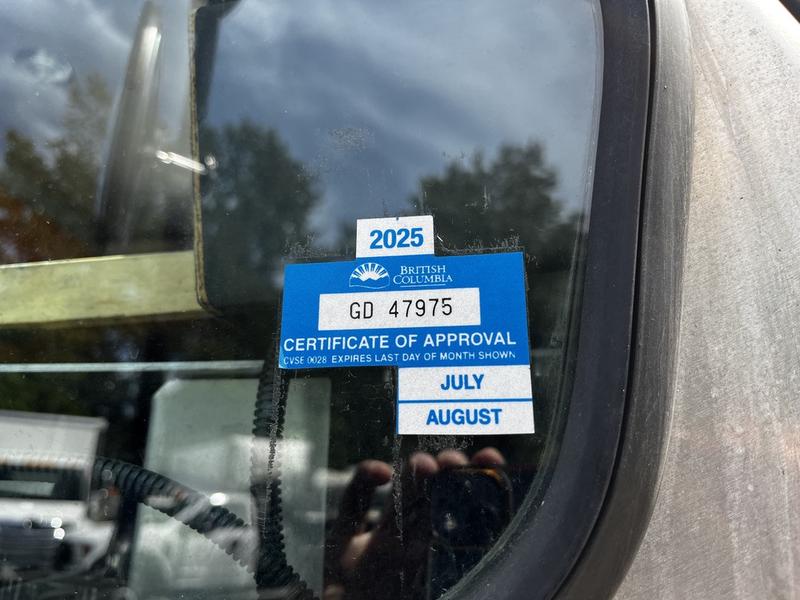 2025
BRITISH
COLUMBIA
GD 47975
CERTIFICATE OF APPROVAL
CVSE 0028 EXPIRES LAST DAY OF MONTH SHOWN
JULY
AUGUST